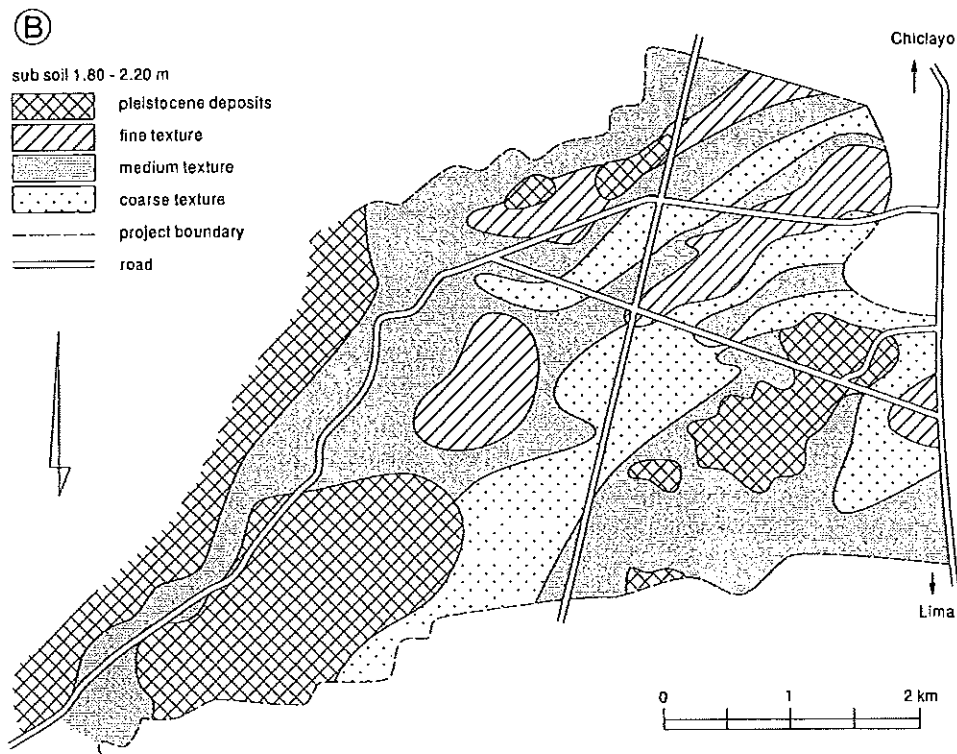 B
sub soil 1.80 - 2.20 m
pleistocene deposits
fine texture
medium texture
coarse texture
project boundary
road
Chiclayo
Lima
0 1 2 km